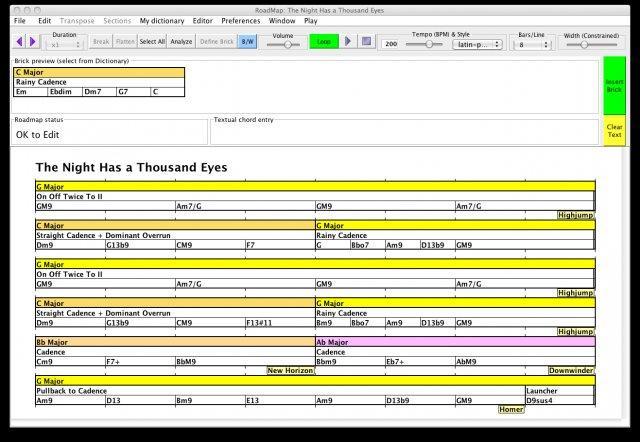 RoadMap: The Night Has a Thousand Eyes
File Edit Transpose Sections My dictionary Editor Preferences Window Play
Duration Volume Tempo (BPM) & Style Bars/Line Width (Constrained)
x1 Break Flatten Select All Analyze Define Brick B/W Loop 200 latin-p... 8
Brick preview (select from Dictionary)
C Major
Rainy Cadence
Em Ebdim Dm7 G7 C
Insert Brick
Roadmap status Textual chord entry
OK to Edit
Clear Text
The Night Has a Thousand Eyes
G Major
On Off Twice To II
GM9 Am7/G GM9 Am7/G
Highjump
C Major G Major
Straight Cadence + Dominant Overrun Rainy Cadence
Dm9 G13b9 CM9 F7 G Bbo7 Am9 D13b9 GM9
G Major
On Off Twice To II
GM9 Am7/G GM9 Am7/G
Highjump
C Major G Major
Straight Cadence + Dominant Overrun Rainy Cadence
Dm9 G13b9 CM9 F13#11 Bm9 Bbo7 Am9 D13b9 GM9
Highjump
Bb Major Ab Major
Cadence Cadence
Cm9 F7+ BbM9 Bbm9 Eb7+ AbM9
New Horizon Downwinder
G Major
Pullback to Cadence Launcher
Am9 D13 Bm9 E13 Am9 D13b9 GM9 D9sus4
Homer